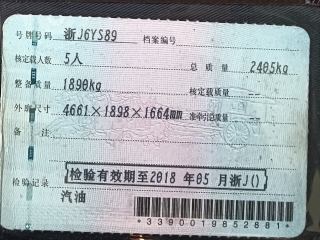 号牌号码 浙J6YS89 档案编号
核定载人数 5人 总质量 2405kg
整备质量 1890kg 核定载质量 --
外廓尺寸 4661×1898×1664mm 准牵引总质量 --
备注
检验记录 检验有效期至2018年05月浙J()
汽油
*3390019852681*